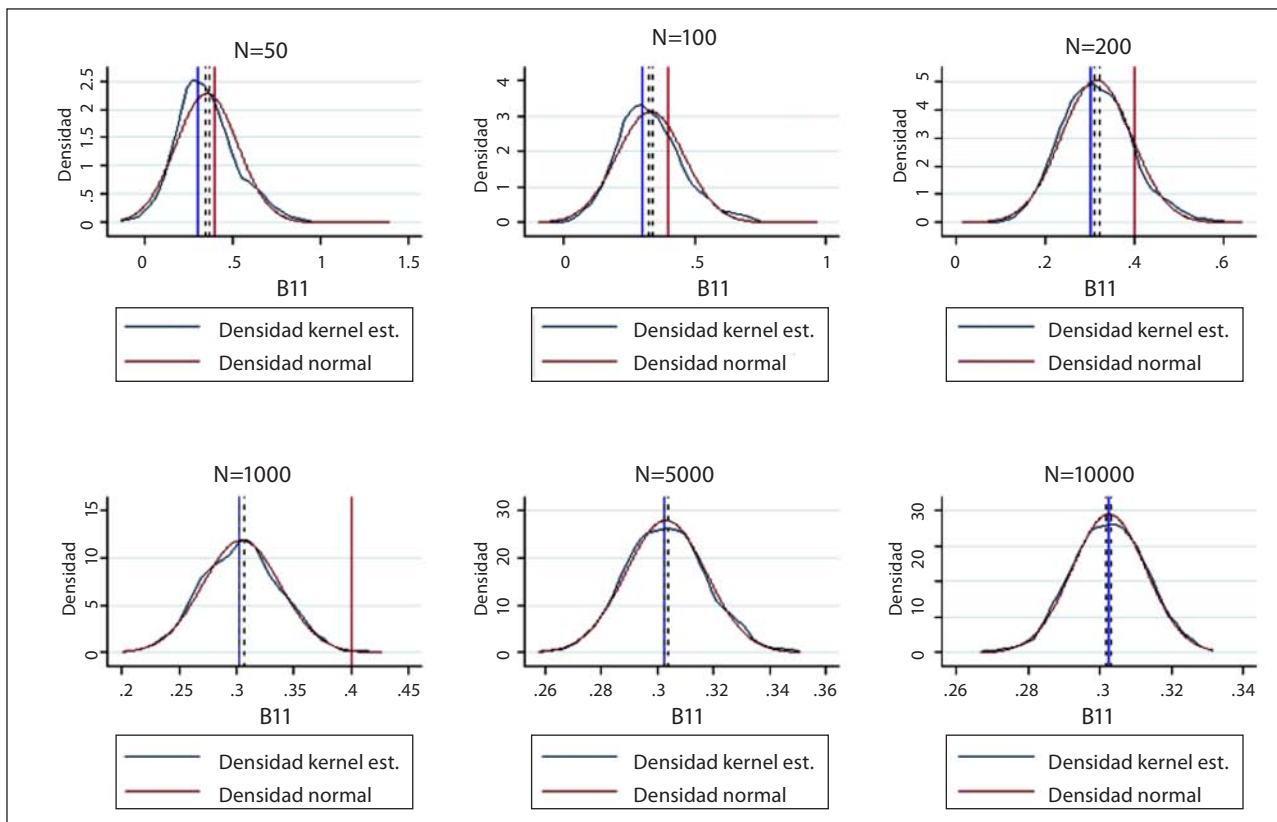 N=50
Densidad
0 .5 1 1.5 2 2.5
0 .5 1 1.5
B11
Densidad kernel est.
Densidad normal
N=100
Densidad
0 1 2 3 4
0 .5 1
B11
Densidad kernel est.
Densidad normal
N=200
Densidad
0 1 2 3 4 5
0 .2 .4 .6
B11
Densidad kernel est.
Densidad normal
N=1000
Densidad
0 5 10 15
.2 .25 .3 .35 .4 .45
B11
Densidad kernel est.
Densidad normal
N=5000
Densidad
0 10 20 30
.26 .28 .3 .32 .34 .36
B11
Densidad kernel est.
Densidad normal
N=10000
Densidad
0 10 20 30
.26 .28 .3 .32 .34
B11
Densidad kernel est.
Densidad normal